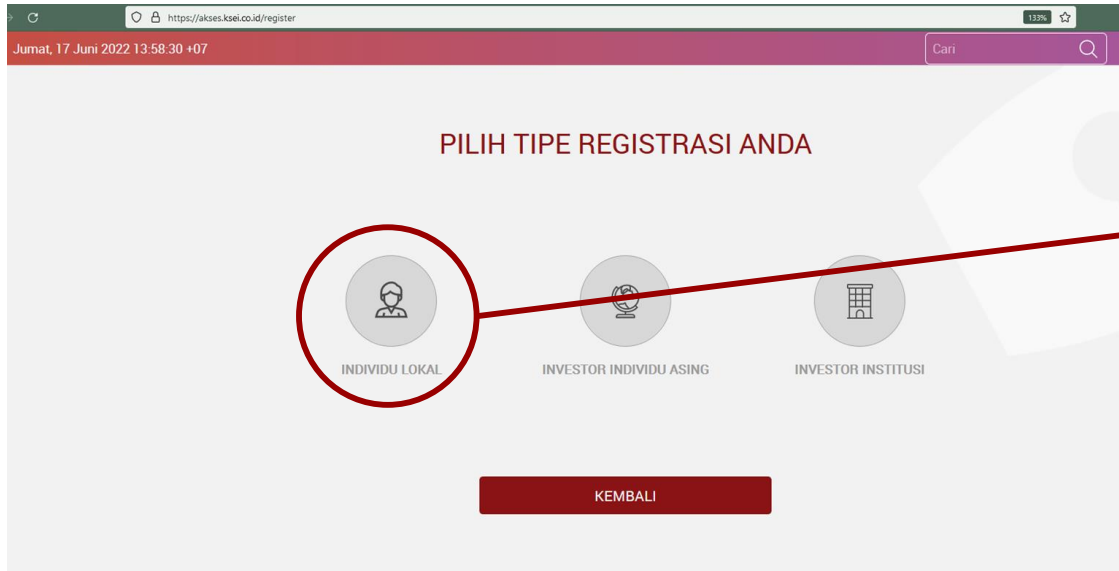 https://akses.ksei.co.id/register
133%
Jumat, 17 Juni 2022 13:58:30 +07
Cari
PILIH TIPE REGISTRASI ANDA
INDIVIDU LOKAL
INVESTOR INDIVIDU ASING
INVESTOR INSTITUSI
KEMBALI